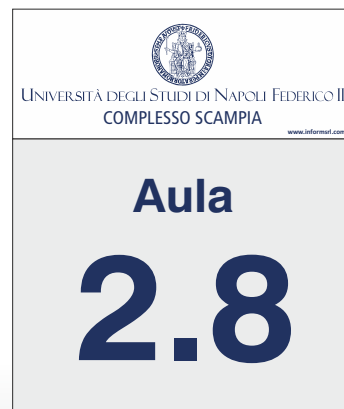 UNIVERSITÀ DEGLI STUDI DI NAPOLI FEDERICO II
COMPLESSO SCAMPIA
www.informsrl.com
Aula
2.8